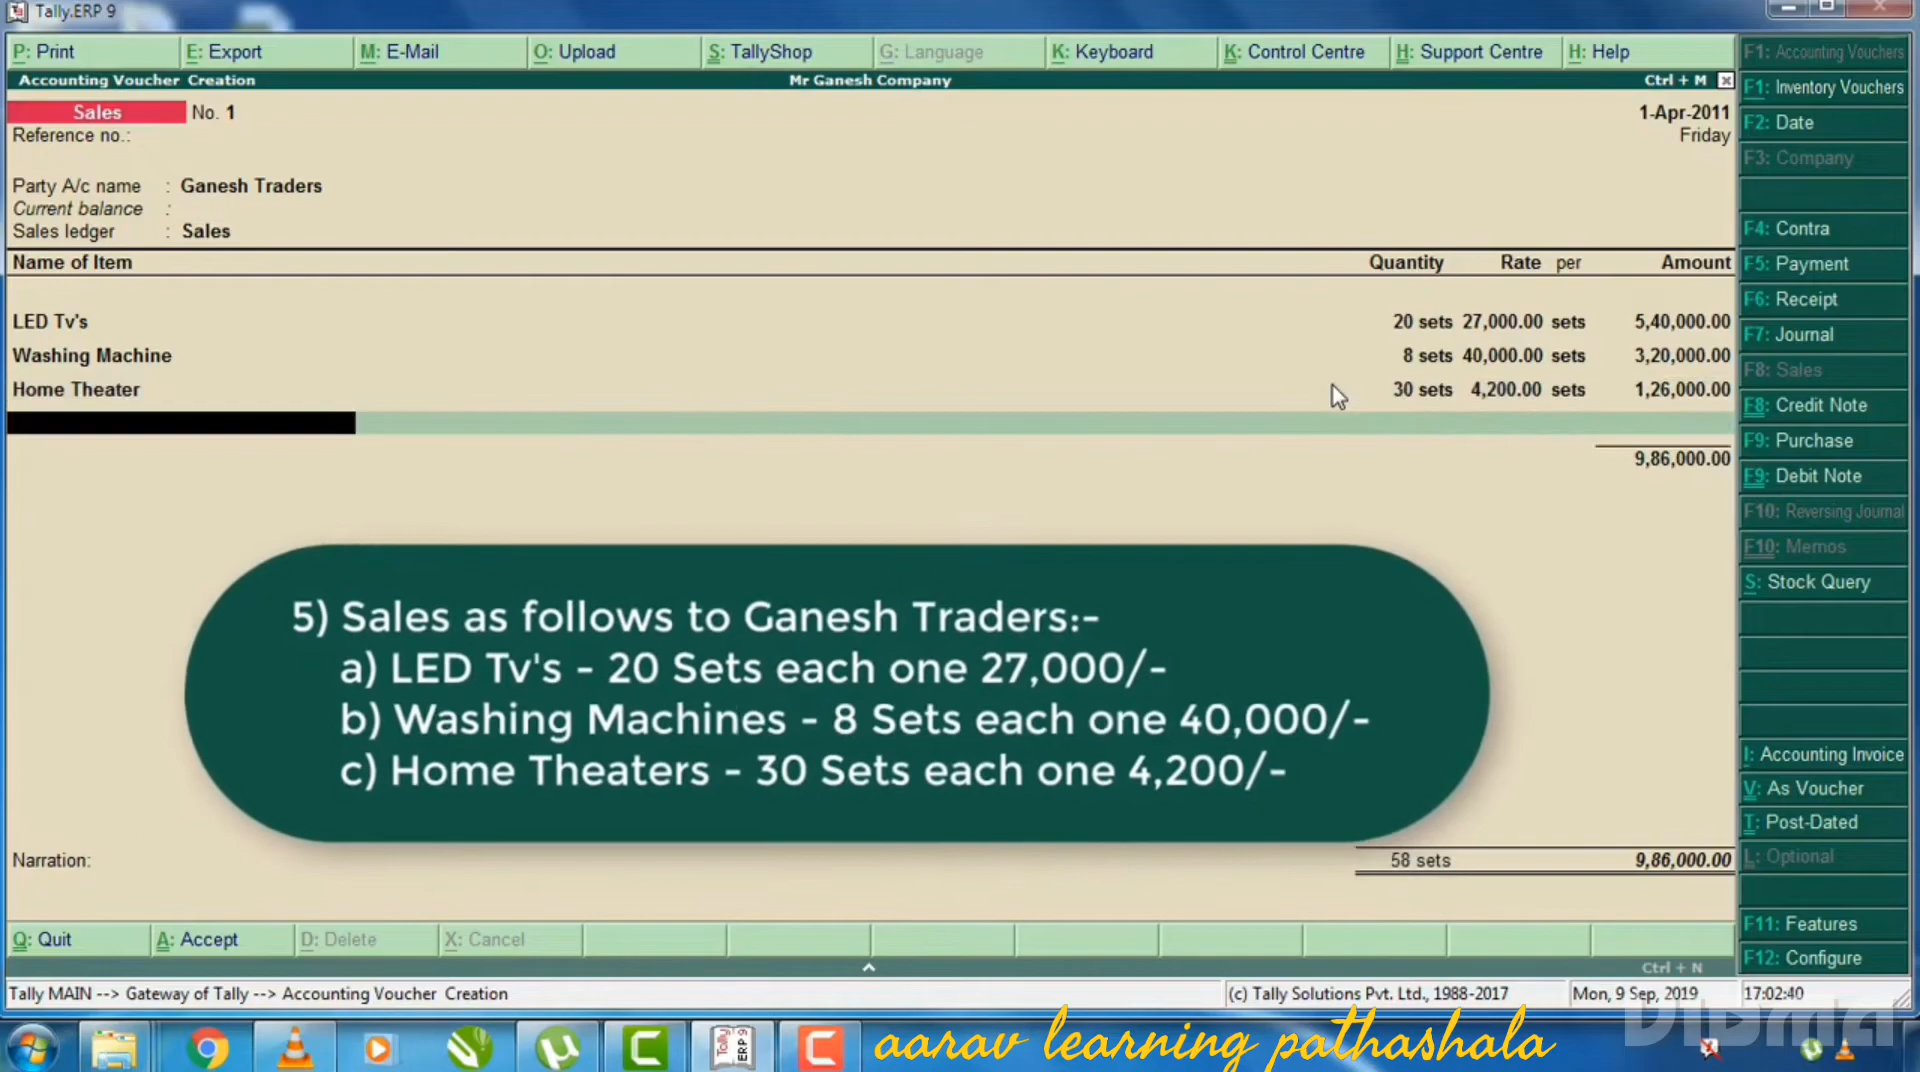 Tally.ERP 9
P: Print E: Export M: E-Mail O: Upload S: TallyShop G: Language K: Keyboard K: Control Centre H: Support Centre H: Help
Accounting Voucher Creation Mr Ganesh Company Ctrl + M
Sales No. 1 1-Apr-2011
Reference no.: Friday
Party A/c name : Ganesh Traders
Current balance :
Sales ledger : Sales
Name of Item Quantity Rate per Amount
LED Tv's 20 sets 27,000.00 sets 5,40,000.00
Washing Machine 8 sets 40,000.00 sets 3,20,000.00
Home Theater 30 sets 4,200.00 sets 1,26,000.00
9,86,000.00
5) Sales as follows to Ganesh Traders:-
a) LED Tv's - 20 Sets each one 27,000/-
b) Washing Machines - 8 Sets each one 40,000/-
c) Home Theaters - 30 Sets each one 4,200/-
Narration: 58 sets 9,86,000.00
Q: Quit A: Accept D: Delete X: Cancel
Ctrl + N
F1: Accounting Vouchers
F1: Inventory Vouchers
F2: Date
F3: Company
F4: Contra
F5: Payment
F6: Receipt
F7: Journal
F8: Sales
F8: Credit Note
F9: Purchase
F9: Debit Note
F10: Reversing Journal
F10: Memos
S: Stock Query
I: Accounting Invoice
V: As Voucher
T: Post-Dated
L: Optional
F11: Features
F12: Configure
Tally MAIN --> Gateway of Tally --> Accounting Voucher Creation (c) Tally Solutions Pvt. Ltd., 1988-2017 Mon, 9 Sep, 2019 17:02:40
Tally ERP 9
aarav learning pathashala